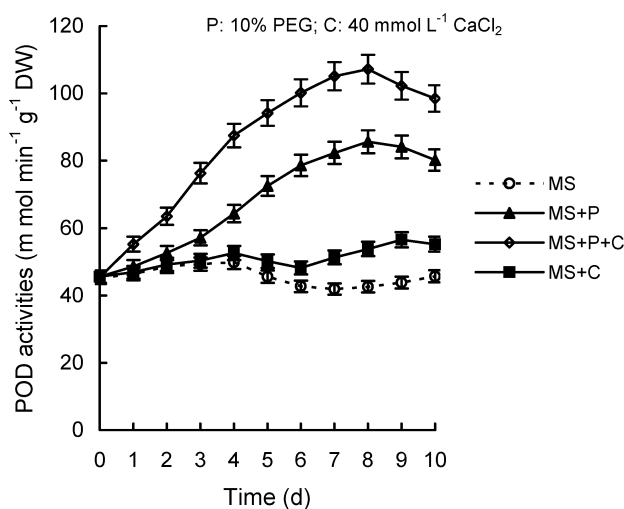 P: 10% PEG; C: 40 mmol L⁻¹ CaCl₂
POD activities (m mol min⁻¹ g⁻¹ DW)
120
100
80
60
40
20
0
0 1 2 3 4 5 6 7 8 9 10
Time (d)
MS
MS+P
MS+P+C
MS+C